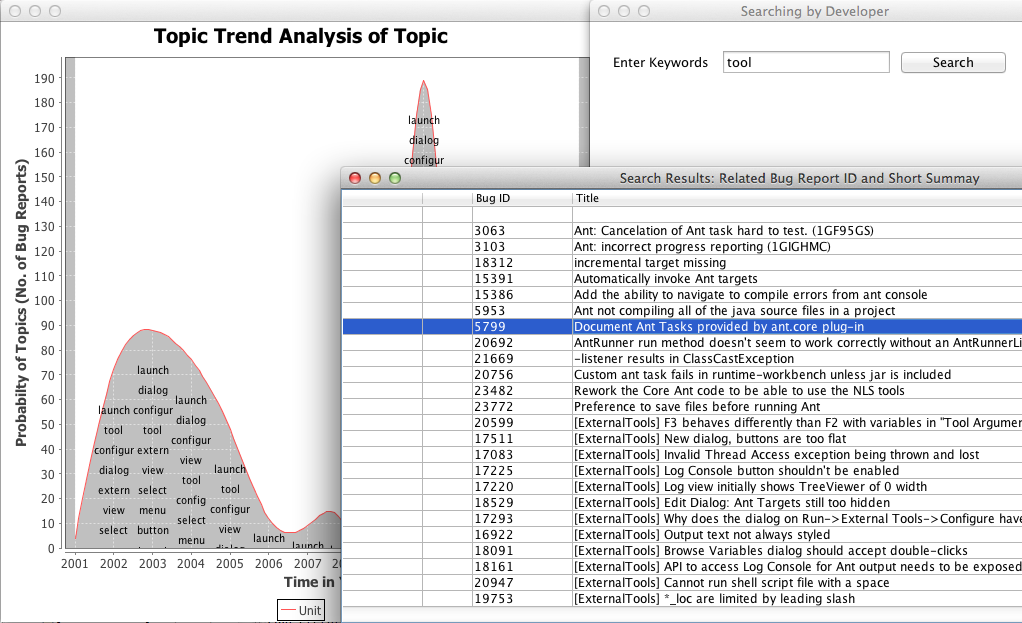 Topic Trend Analysis of Topic
Probabilty of Topics (No. of Bug Reports)
190
180
170
160
150
140
130
120
110
100
90
80
70
60
50
40
30
20
10
0
launch
dialog
configur
launch
dialog
launch configur
launch
tool
tool
dialog
configur extern
configur
dialog
view
view
launch
extern
select
tool
tool
view
menu
config
configur
select
button
select
view
menu
launch
launch
2001 2002 2003 2004 2005 2006 2007
Time in
Unit
Searching by Developer
Enter Keywords tool Search
Search Results: Related Bug Report ID and Short Summay
Bug ID Title
3063 Ant: Cancelation of Ant task hard to test. (1GF95GS)
3103 Ant: incorrect progress reporting (1GIGHMC)
18312 incremental target missing
15391 Automatically invoke Ant targets
15386 Add the ability to navigate to compile errors from ant console
5953 Ant not compiling all of the java source files in a project
5799 Document Ant Tasks provided by ant.core plug-in
20692 AntRunner run method doesn't seem to work correctly without an AntRunnerLi
21669 -listener results in ClassCastException
20756 Custom ant task fails in runtime-workbench unless jar is included
23482 Rework the Core Ant code to be able to use the NLS tools
23772 Preference to save files before running Ant
20599 [ExternalTools] F3 behaves differently than F2 with variables in "Tool Argumer
17511 [ExternalTools] New dialog, buttons are too flat
17083 [ExternalTools] Invalid Thread Access exception being thrown and lost
17225 [ExternalTools] Log Console button shouldn't be enabled
17220 [ExternalTools] Log view initially shows TreeViewer of 0 width
18529 [ExternalTools] Edit Dialog: Ant Targets still too hidden
17293 [ExternalTools] Why does the dialog on Run->External Tools->Configure have
16922 [ExternalTools] Output text not always styled
18091 [ExternalTools] Browse Variables dialog should accept double-clicks
18161 [ExternalTools] API to access Log Console for Ant output needs to be exposed
20947 [ExternalTools] Cannot run shell script file with a space
19753 [ExternalTools] *_loc are limited by leading slash